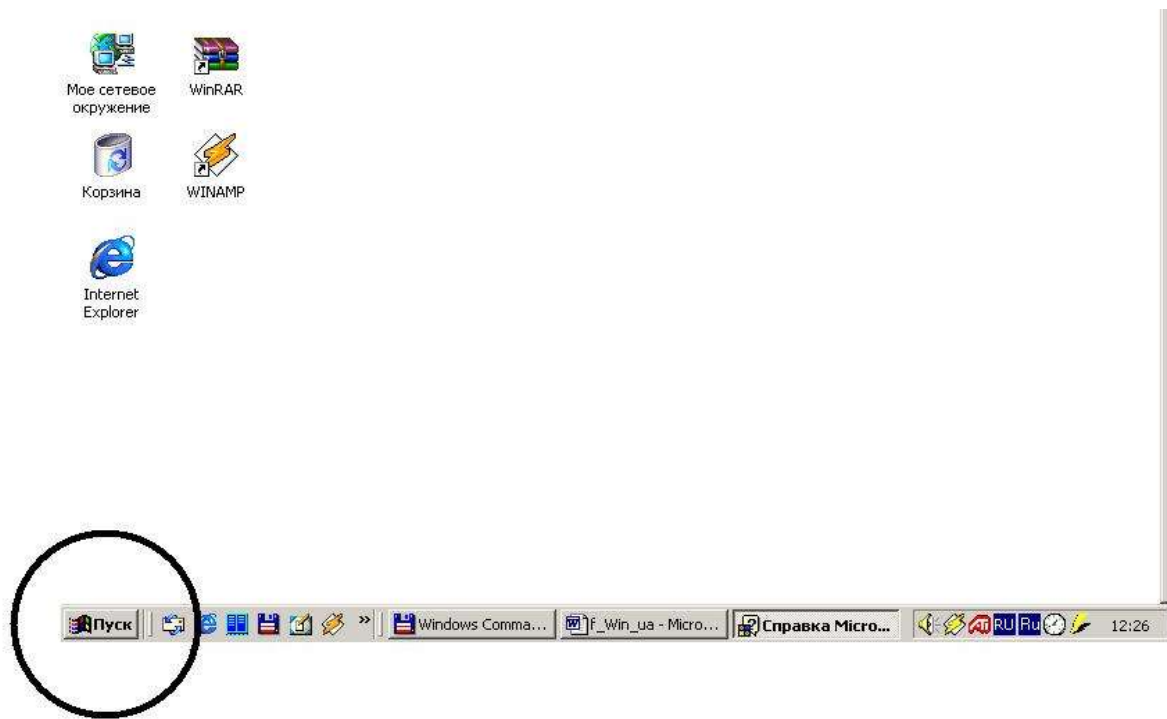 Мое сетевое
окружение
WinRAR
Корзина
WINAMP
Internet
Explorer
Пуск
»
Windows Comma...
f_Win_ua - Micro...
Справка Micro...
RU
Ru
12:26